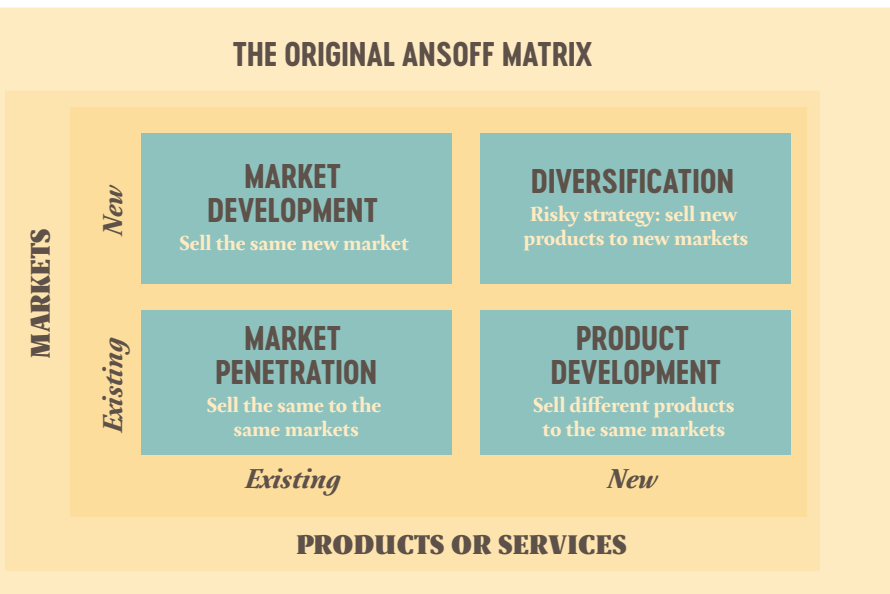 THE ORIGINAL ANSOFF MATRIX
MARKETS
New
MARKET
DEVELOPMENT
Sell the same new market
DIVERSIFICATION
Risky strategy: sell new
products to new markets
Existing
MARKET
PENETRATION
Sell the same to the
same markets
PRODUCT
DEVELOPMENT
Sell different products
to the same markets
Existing
New
PRODUCTS OR SERVICES